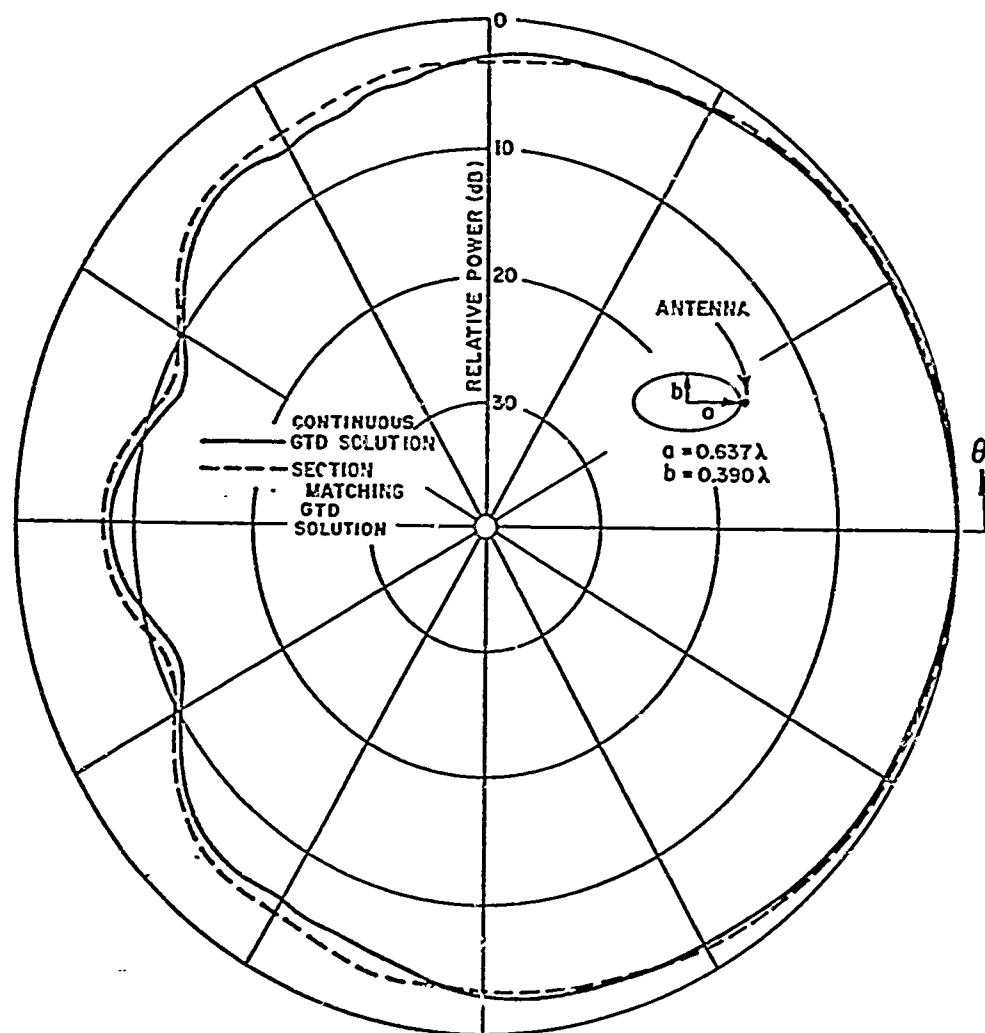 0
10
RELATIVE POWER (dB)
20
30
ANTENNA
b
a
a = 0.637λ
b = 0.390λ
θ
CONTINUOUS
GTD SOLUTION
SECTION
MATCHING
GTD
SOLUTION